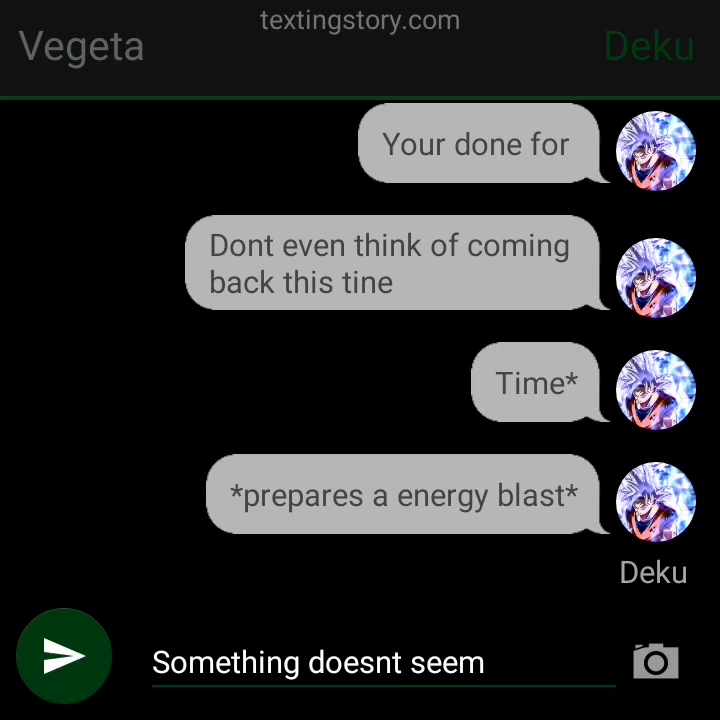 textingstory.com
Vegeta
Deku
Your done for
Dont even think of coming
back this tine
Time*
*prepares a energy blast*
Deku
Something doesnt seem